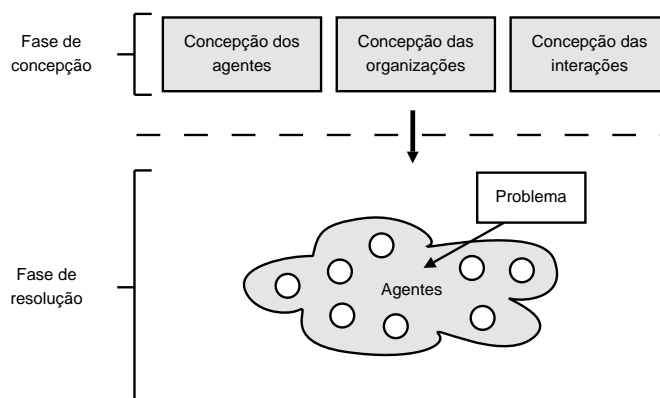 Fase de
concepção
Concepção dos
agentes
Concepção das
organizações
Concepção das
interações
Problema
Fase de
resolução
Agentes